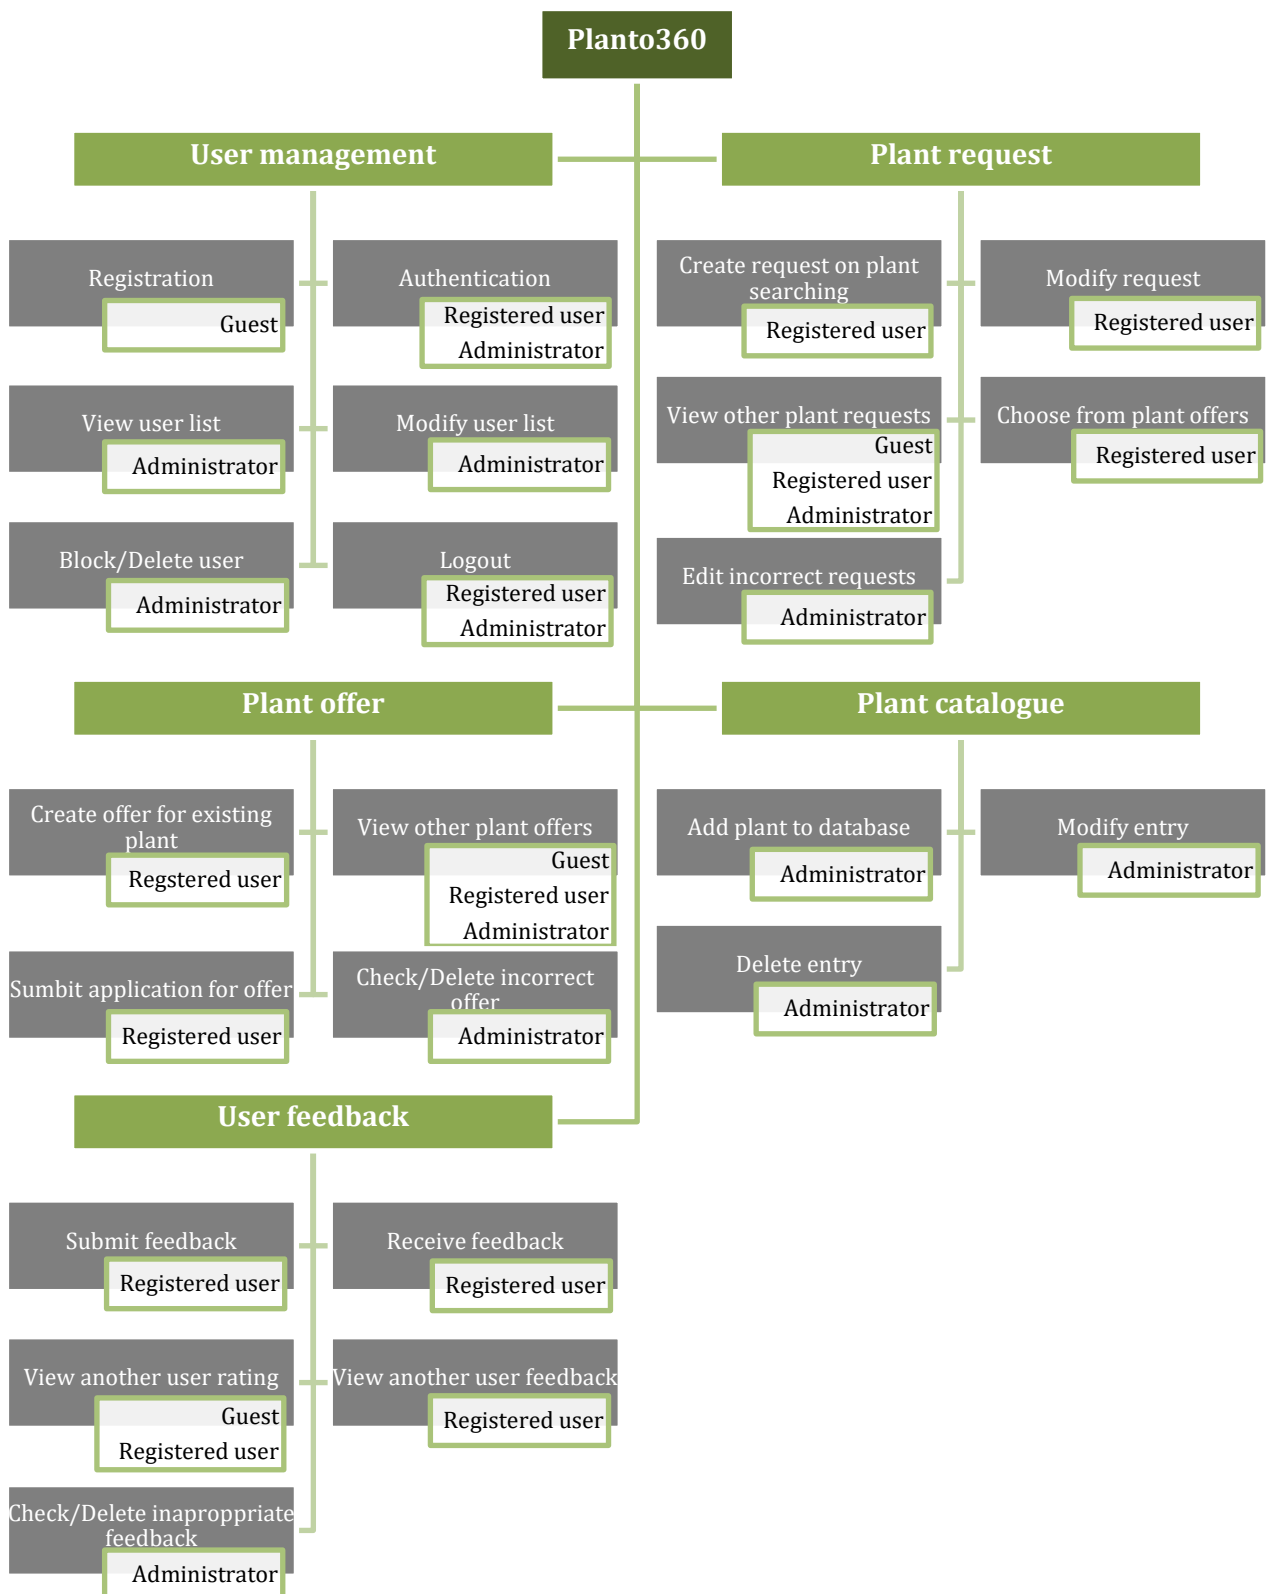 Planto360
User management
Plant request
Registration
Guest
Authentication
Registered user
Administrator
Create request on plant
searching
Registered user
Modify request
Registered user
View user list
Administrator
Modify user list
Administrator
View other plant requests
Guest
Registered user
Administrator
Choose from plant offers
Registered user
Block/Delete user
Administrator
Logout
Registered user
Administrator
Edit incorrect requests
Administrator
Plant offer
Plant catalogue
Create offer for existing
plant
Regstered user
View other plant offers
Guest
Registered user
Administrator
Add plant to database
Administrator
Modify entry
Administrator
Sumbit application for offer
Registered user
Check/Delete incorrect
offer
Administrator
Delete entry
Administrator
User feedback
Submit feedback
Registered user
Receive feedback
Registered user
View another user rating
Guest
Registered user
View another user feedback
Registered user
Check/Delete inaproppriate
feedback
Administrator